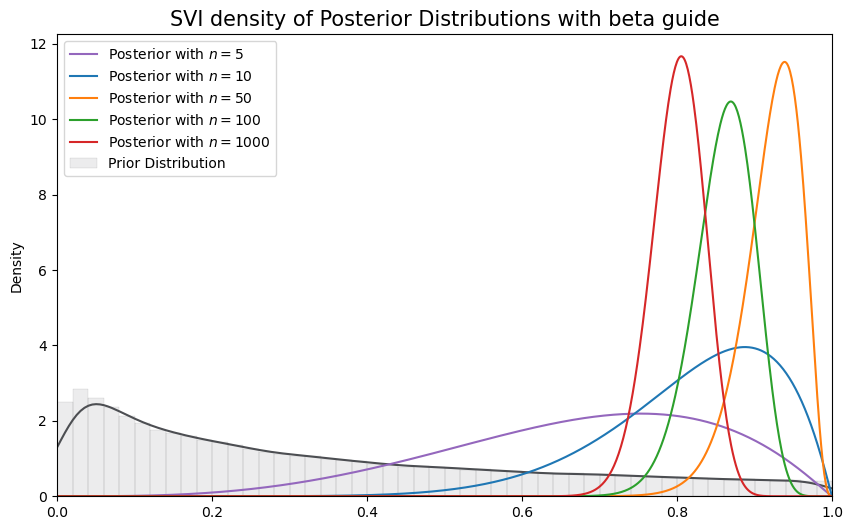 SVI density of Posterior Distributions with beta guide
Posterior with n = 5
Posterior with n = 10
Posterior with n = 50
Posterior with n = 100
Posterior with n = 1000
Prior Distribution
Density
12
10
8
6
4
2
0
0.0 0.2 0.4 0.6 0.8 1.0